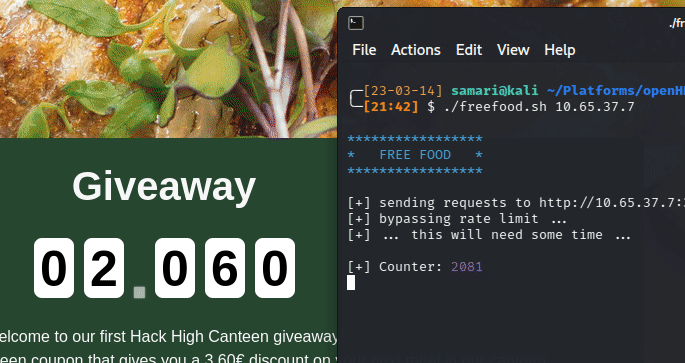 ./fr
File Actions Edit View Help
[23-03-14] samari@kali ~/Platforms/openH
[21:42] $ ./freefood.sh 10.65.37.7
*****************
* FREE FOOD *
*****************
[+] sending requests to http://10.65.37.7:
[+] bypassing rate limit ...
[+] ... this will need some time ...
[+] Counter: 2081
Giveaway
02.060
elcome to our first Hack High Canteen giveaway
een coupon that gives you a 3.60€ discount on